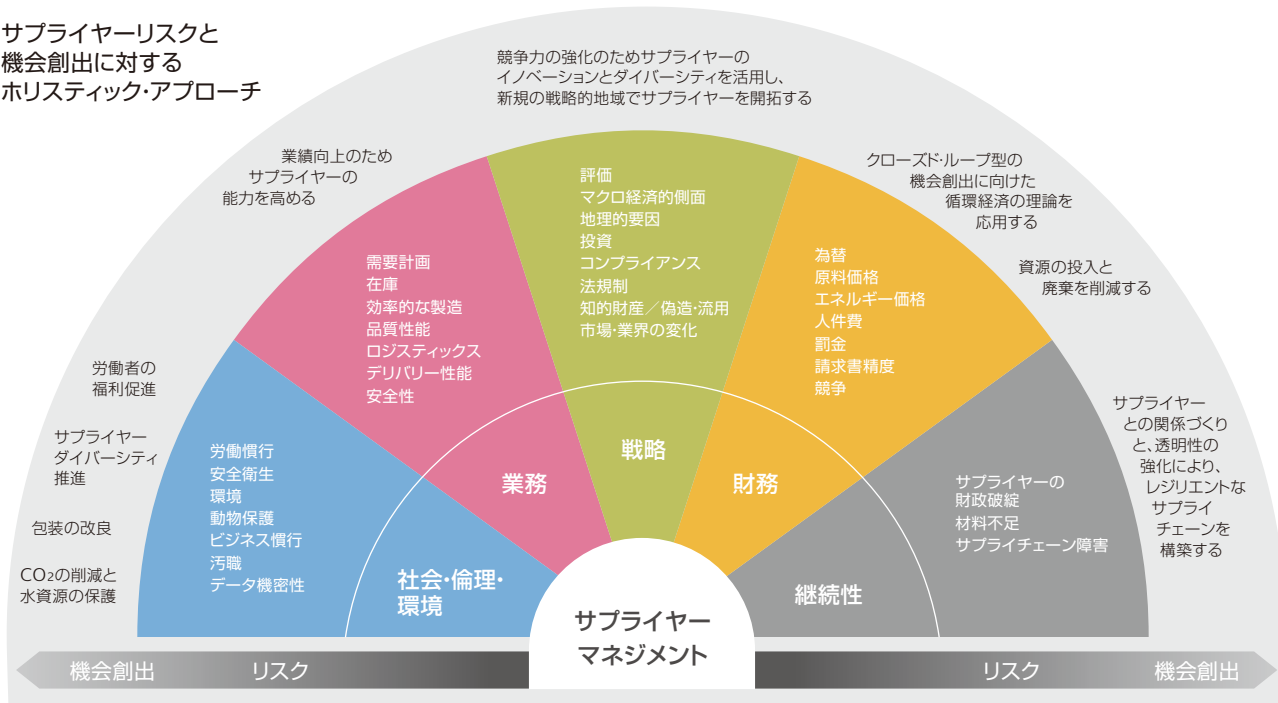 サプライヤーリスクと
機会創出に対する
ホリスティック・アプローチ
競争力の強化のためサプライヤーの
イノベーションとダイバーシティを活用し、
新規の戦略的地域でサプライヤーを開拓する
業績向上のため
サプライヤーの
能力を高める
クローズド・ループ型の
機会創出に向けた
循環経済の理論を
応用する
資源の投入と
廃棄を削減する
労働者の
福利促進
サプライヤー
ダイバーシティ
推進
包装の改良
CO₂の削減と
水資源の保護
サプライヤー
との関係づくり
と、透明性の
強化により、
レジリエントな
サプライ
チェーンを
構築する
労働慣行
安全衛生
環境
動物保護
ビジネス慣行
汚職
データ機密性
社会・倫理・
環境
需要計画
在庫
効率的な製造
品質性能
ロジスティックス
デリバリー性能
安全性
業務
評価
マクロ経済的側面
地理的要因
投資
コンプライアンス
法規制
知的財産／偽造・流用
市場・業界の変化
戦略
為替
原料価格
エネルギー価格
人件費
罰金
請求書精度
競争
財務
サプライヤーの
財政破綻
材料不足
サプライチェーン障害
継続性
サプライヤー
マネジメント
機会創出
リスク
リスク
機会創出